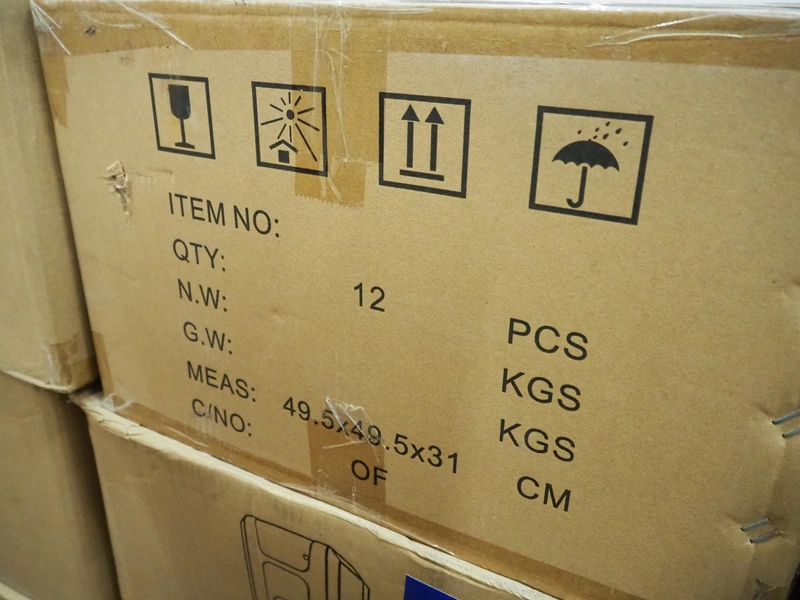 ITEM NO:
QTY: 12 PCS
N.W: KGS
G.W: KGS
MEAS: 49.5x49.5x31 CM
C/NO: OF